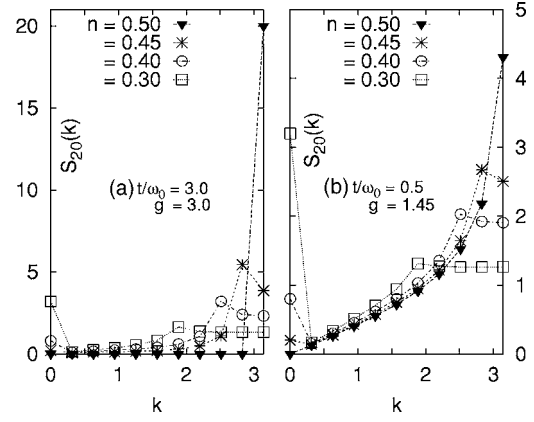 n = 0.50
= 0.45
= 0.40
= 0.30
20
15
10
5
0
S20(k)
(a) t/ω0 = 3.0
g = 3.0
0 1 2 3
k
n = 0.50
= 0.45
= 0.40
= 0.30
5
4
3
2
1
0
S20(k)
(b) t/ω0 = 0.5
g = 1.45
0 1 2 3
k